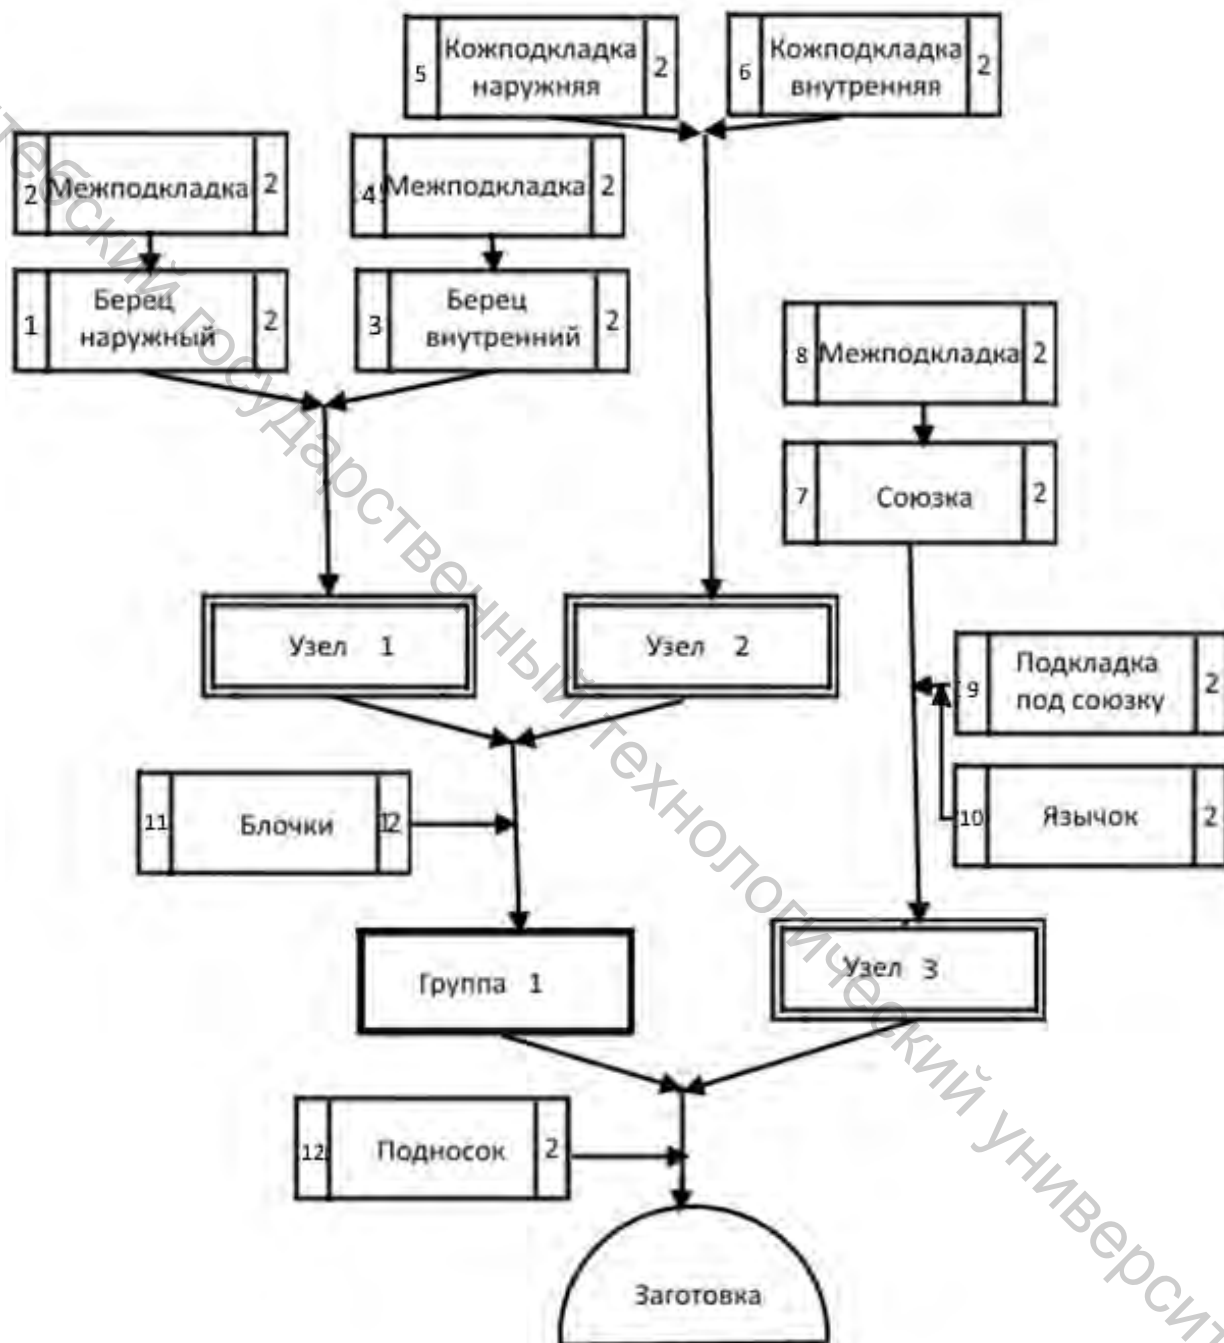 5 Кожподкладка наружняя 2
6 Кожподкладка внутренняя 2
2 Межподкладка 2
4 Межподкладка 2
1 Берец наружный 2
3 Берец внутренний 2
8 Межподкладка 2
7 Союзка 2
Узел 1
Узел 2
9 Подкладка под союзку 2
11 Блочки 12
10 Язычок 2
Группа 1
Узел 3
12 Подносок 2
Заготовка
государственный технологический